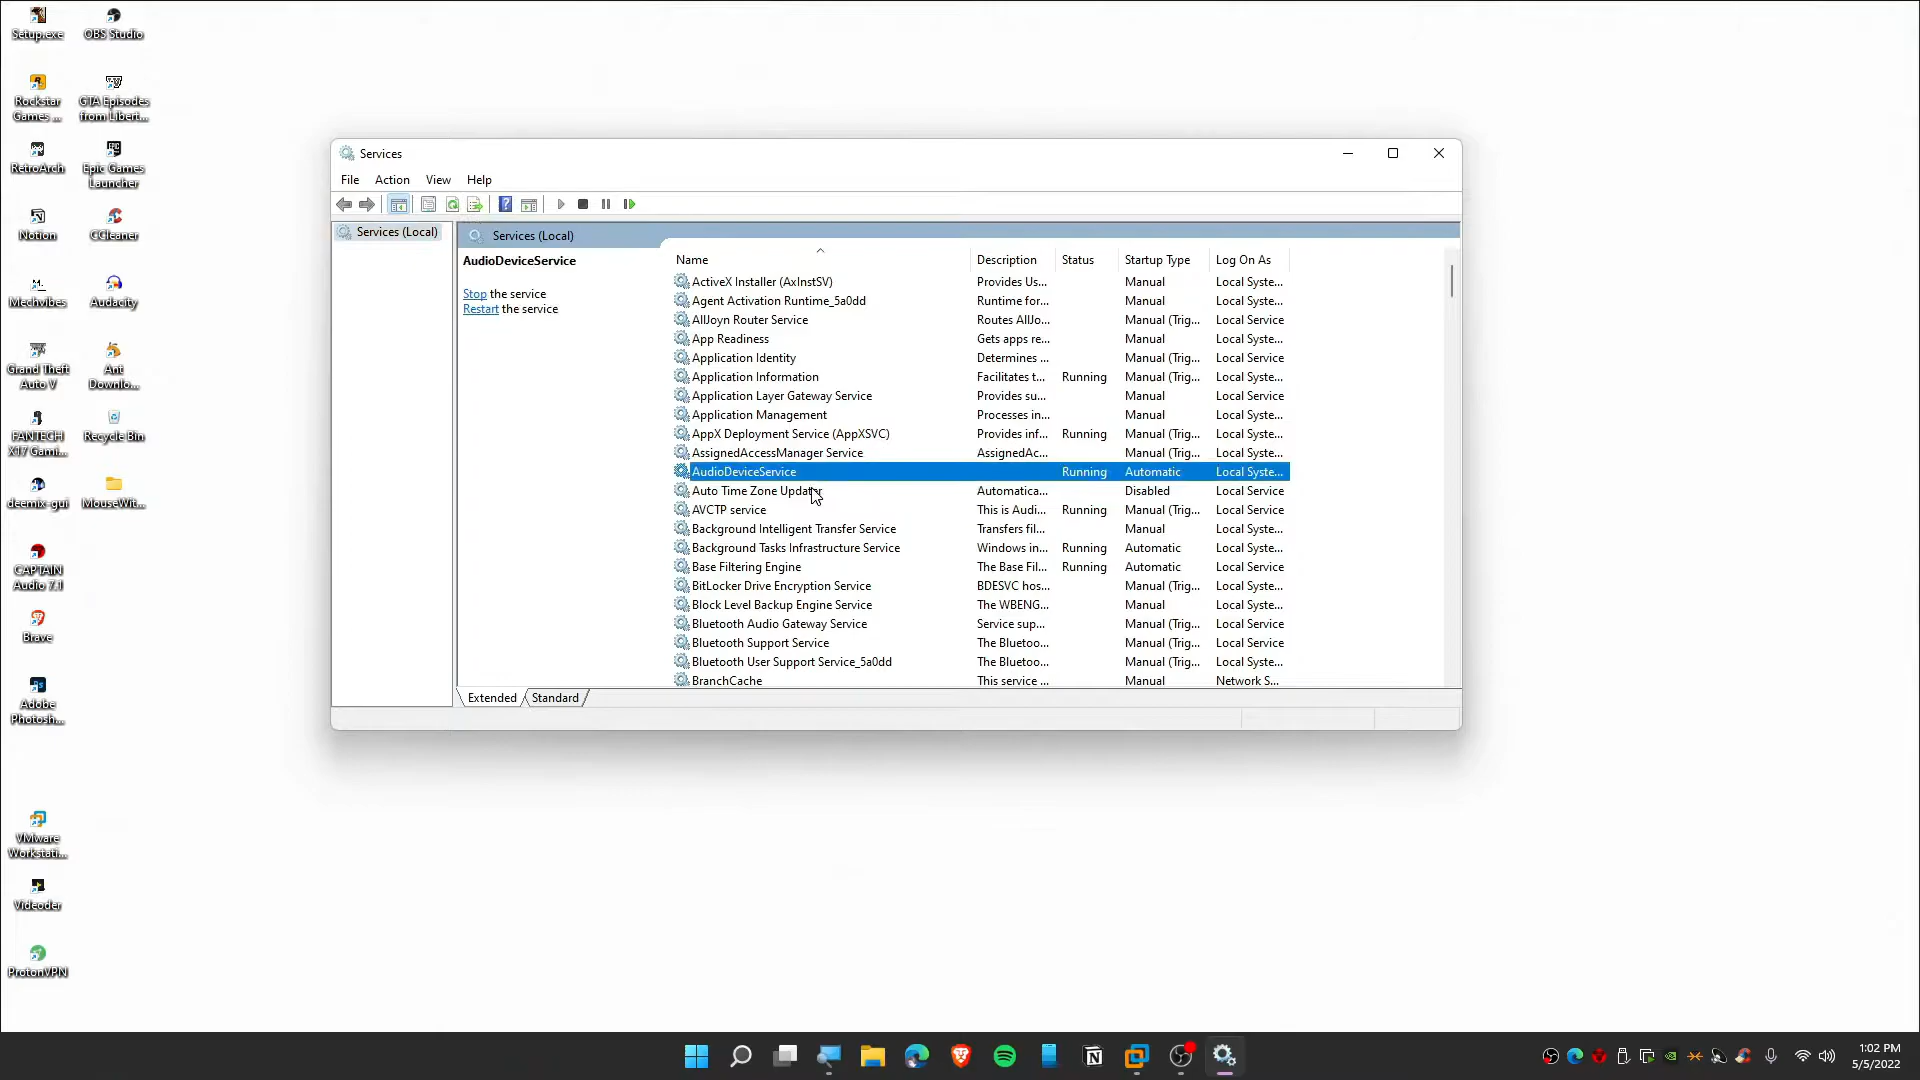 Setup.exe
OBS Studio
Rockstar
Games ...
GTA Episodes
from Libert...
RetroArch
Epic Games
Launcher
Notion
CCleaner
Mechvibes
Audacity
Grand Theft
Auto V
Ant
Downlo...
FANTECH
X17 Gami...
Recycle Bin
deemix-gui
MouseWit...
CAPTAIN
Audio 7.1
Brave
Adobe
Photosh...
VMware
Workstati...
Videoder
ProtonVPN
Services
File Action View Help
Services (Local)
Services (Local)
AudioDeviceService
Stop the service
Restart the service
Name Description Status Startup Type Log On As
ActiveX Installer (AxInstSV) Provides Us... Manual Local Syste...
Agent Activation Runtime_5a0dd Runtime for... Manual Local Syste...
AllJoyn Router Service Routes AllJo... Manual (Trig... Local Service
App Readiness Gets apps re... Manual Local Syste...
Application Identity Determines ... Manual (Trig... Local Service
Application Information Facilitates t... Running Manual (Trig... Local Syste...
Application Layer Gateway Service Provides su... Manual Local Service
Application Management Processes in... Manual Local Syste...
AppX Deployment Service (AppXSVC) Provides inf... Running Manual (Trig... Local Syste...
AssignedAccessManager Service AssignedAc... Manual (Trig... Local Syste...
AudioDeviceService Running Automatic Local Syste...
Auto Time Zone Updater Automatica... Disabled Local Service
AVCTP service This is Audi... Running Manual (Trig... Local Service
Background Intelligent Transfer Service Transfers fil... Manual Local Syste...
Background Tasks Infrastructure Service Windows in... Running Automatic Local Syste...
Base Filtering Engine The Base Fil... Running Automatic Local Service
BitLocker Drive Encryption Service BDESVC hos... Manual (Trig... Local Syste...
Block Level Backup Engine Service The WBENG... Manual Local Syste...
Bluetooth Audio Gateway Service Service sup... Manual (Trig... Local Service
Bluetooth Support Service The Bluetoo... Manual (Trig... Local Service
Bluetooth User Support Service_5a0dd The Bluetoo... Manual (Trig... Local Syste...
BranchCache This service ... Manual Network S...
Extended Standard
1:02 PM
5/5/2022